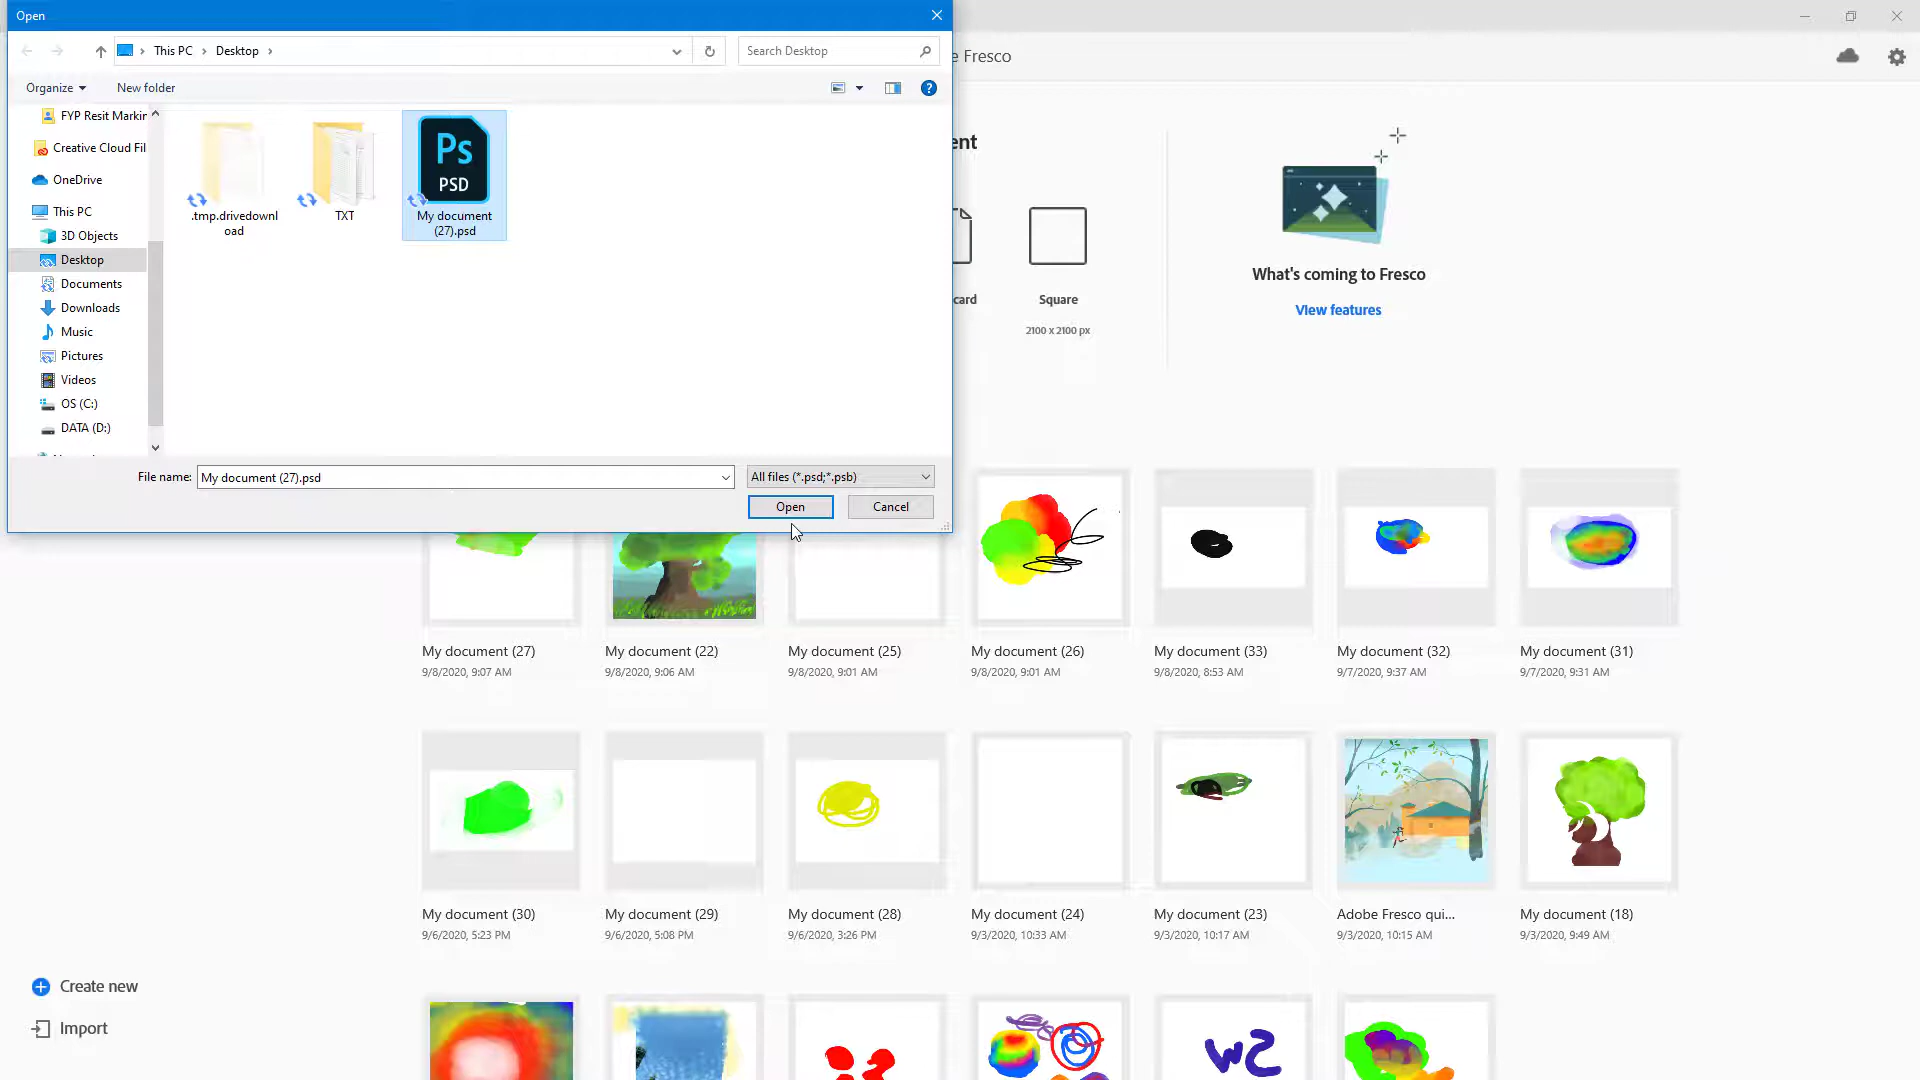 Open
This PC
Desktop
Search Desktop
Organize
New folder
FYP Resit Markin
Creative Cloud Fil
OneDrive
This PC
3D Objects
Desktop
Documents
Downloads
Music
Pictures
Videos
OS (C:)
DATA (D:)
.tmp.drivedownl
oad
TXT
Ps
PSD
My document
(27).psd
File name:
My document (27).psd
All files (*.psd;*.psb)
Open
Cancel
e Fresco
ent
card
Square
2100 x 2100 px
What's coming to Fresco
View features
My document (27)
9/8/2020, 9:07 AM
My document (22)
9/8/2020, 9:06 AM
My document (25)
9/8/2020, 9:01 AM
My document (26)
9/8/2020, 9:01 AM
My document (33)
9/8/2020, 8:53 AM
My document (32)
9/7/2020, 9:37 AM
My document (31)
9/7/2020, 9:31 AM
My document (30)
9/6/2020, 5:23 PM
My document (29)
9/6/2020, 5:08 PM
My document (28)
9/6/2020, 3:26 PM
My document (24)
9/3/2020, 10:33 AM
My document (23)
9/3/2020, 10:17 AM
Adobe Fresco qui...
9/3/2020, 10:15 AM
My document (18)
9/3/2020, 9:49 AM
Create new
Import